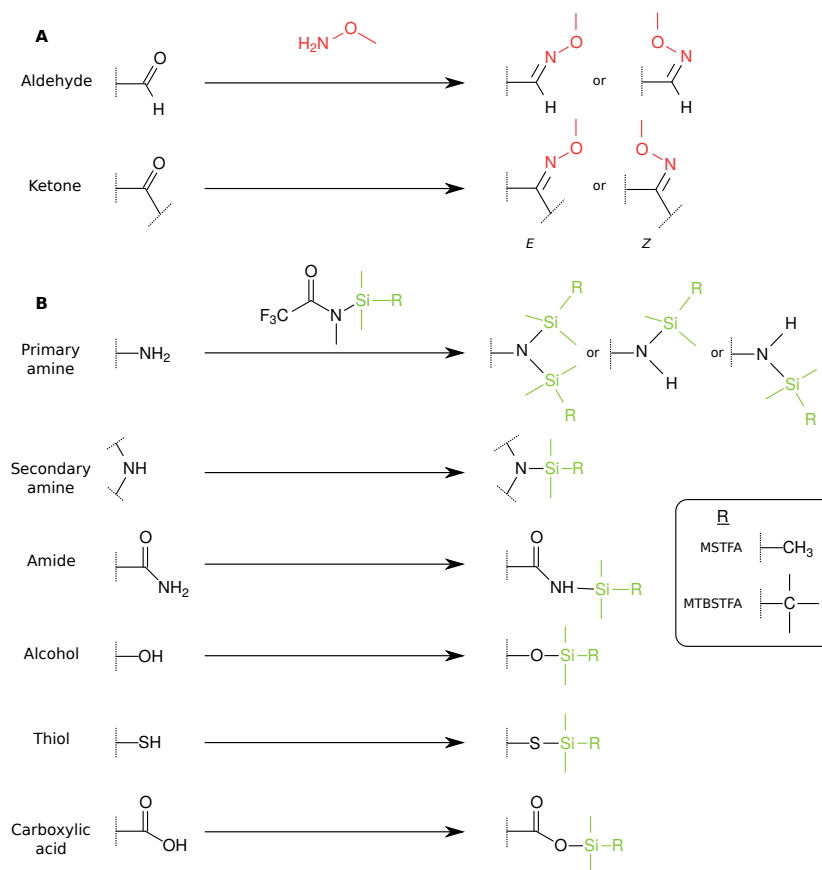 A
H₂N O
Aldehyde O H N O H or O N H
Ketone O N O or O N
E Z
B
O F₃C N Si R
Primary
amine NH₂ N Si R Si R or N Si R H or N H Si R
Secondary
amine NH N Si R
R
MSTFA CH₃
MTBSTFA C
Amide O NH₂ O NH Si R
Alcohol OH O Si R
Thiol SH S Si R
Carboxylic
acid O OH O O Si R